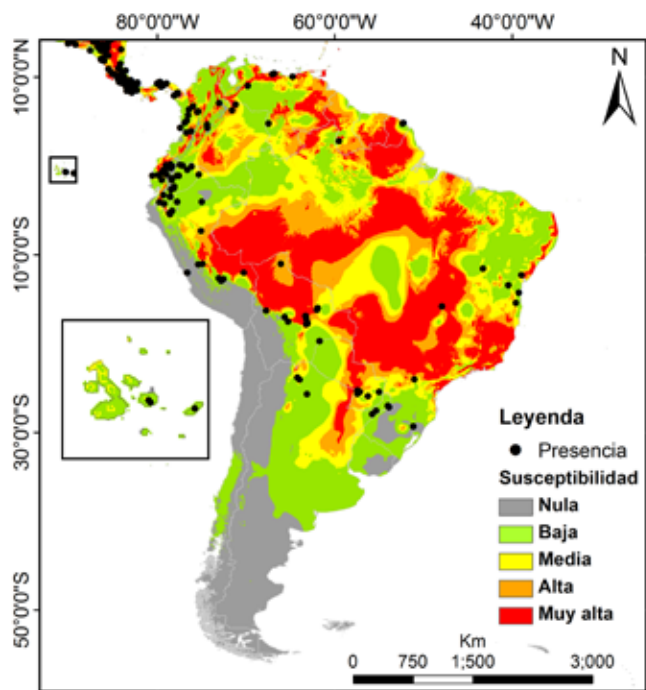 80°0'0"W 60°0'0"W 40°0'0"W
10°0'0"N
N
10°0'0"S
30°0'0"S
50°0'0"S
Leyenda
Presencia
Susceptibilidad
Nula
Baja
Media
Alta
Muy alta
Km
0 750 1;500 3;000